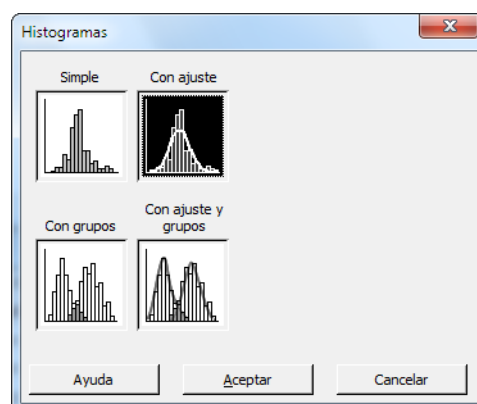 Histogramas
Simple
Con ajuste
Con grupos
Con ajuste y
grupos
Ayuda
Aceptar
Cancelar